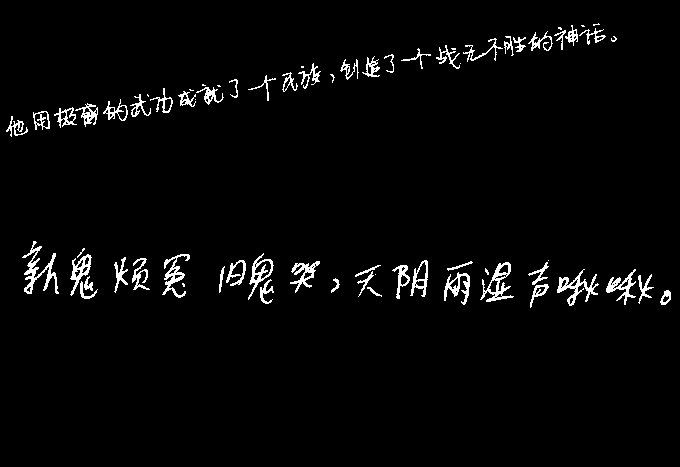 他用极高的武功成就了一个民族，创造了一个战无不胜的神话。
新鬼烦冤旧鬼哭，天阴雨湿声啾啾。